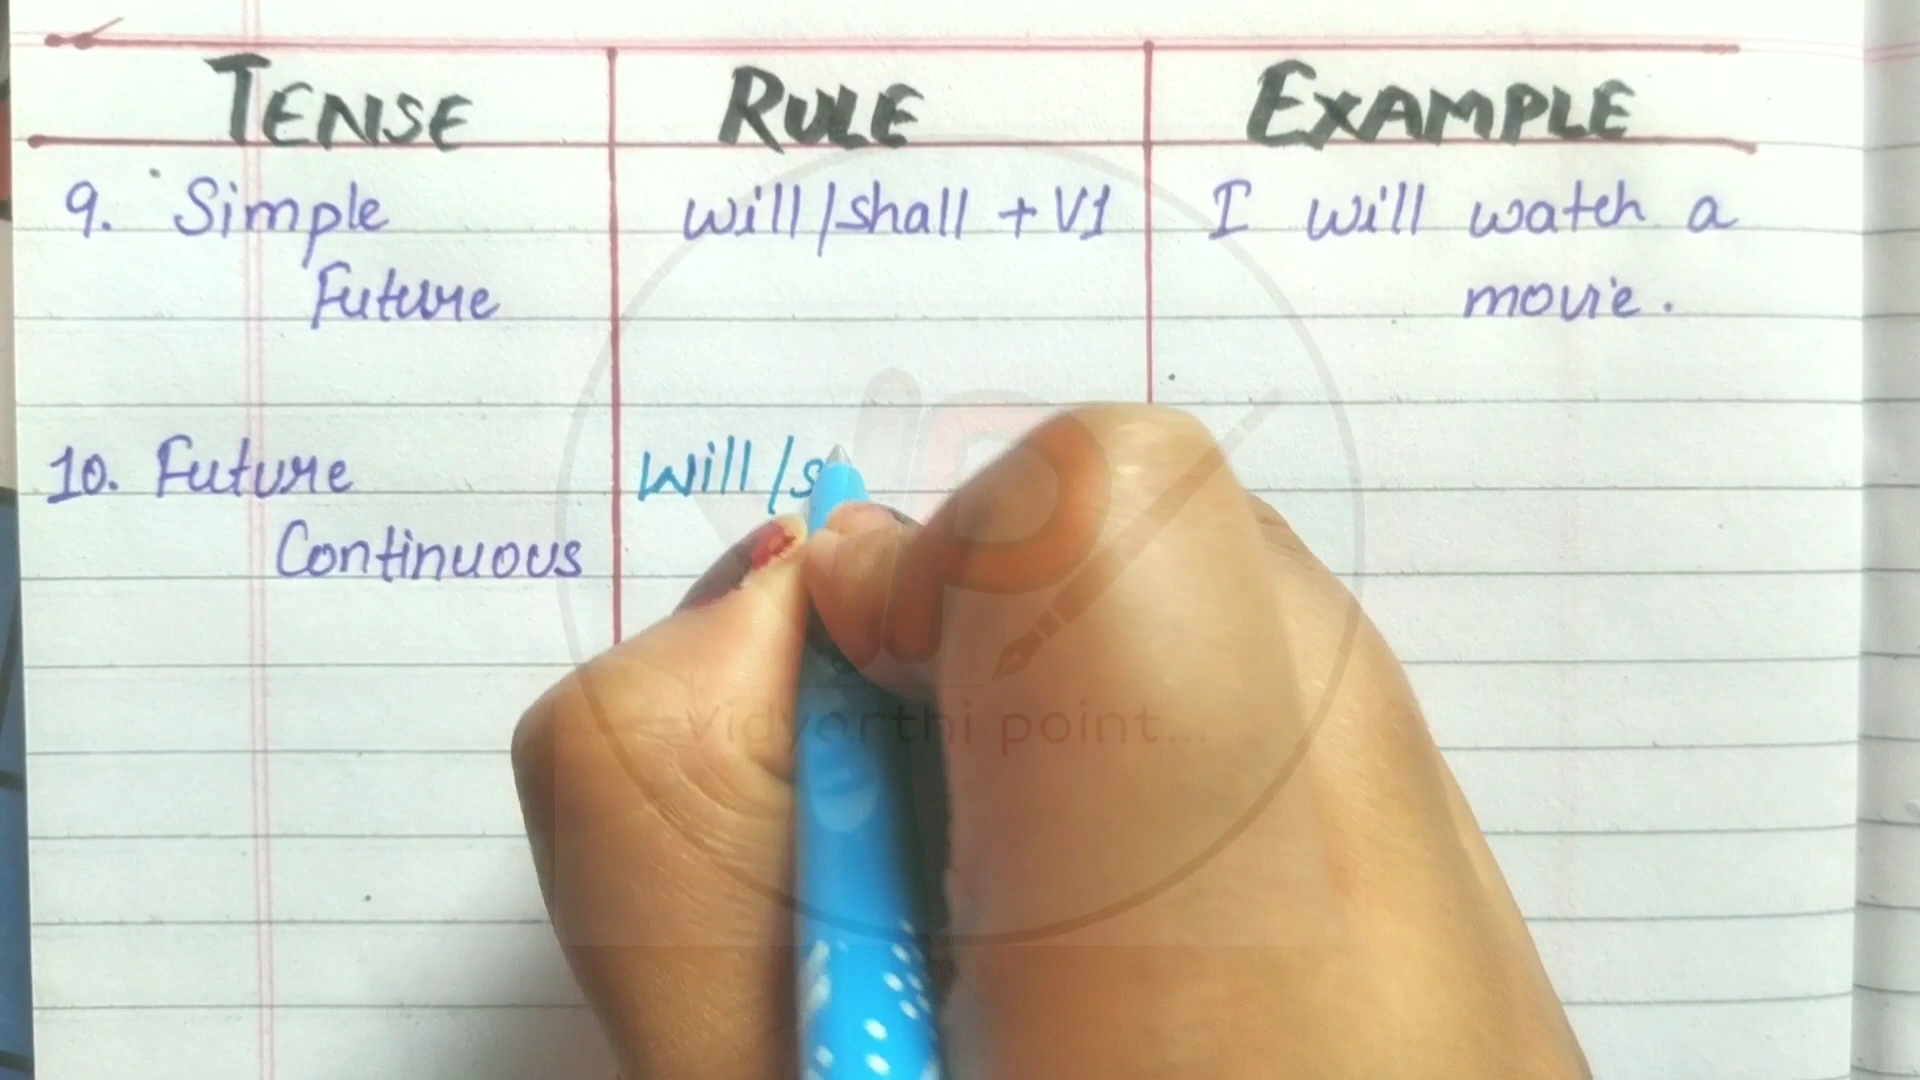 TENSE RULE EXAMPLE
9. Simple will/shall + V1 I will watch a
Future movie.
10. Future Will/s
Continuous
vidyarthi point...